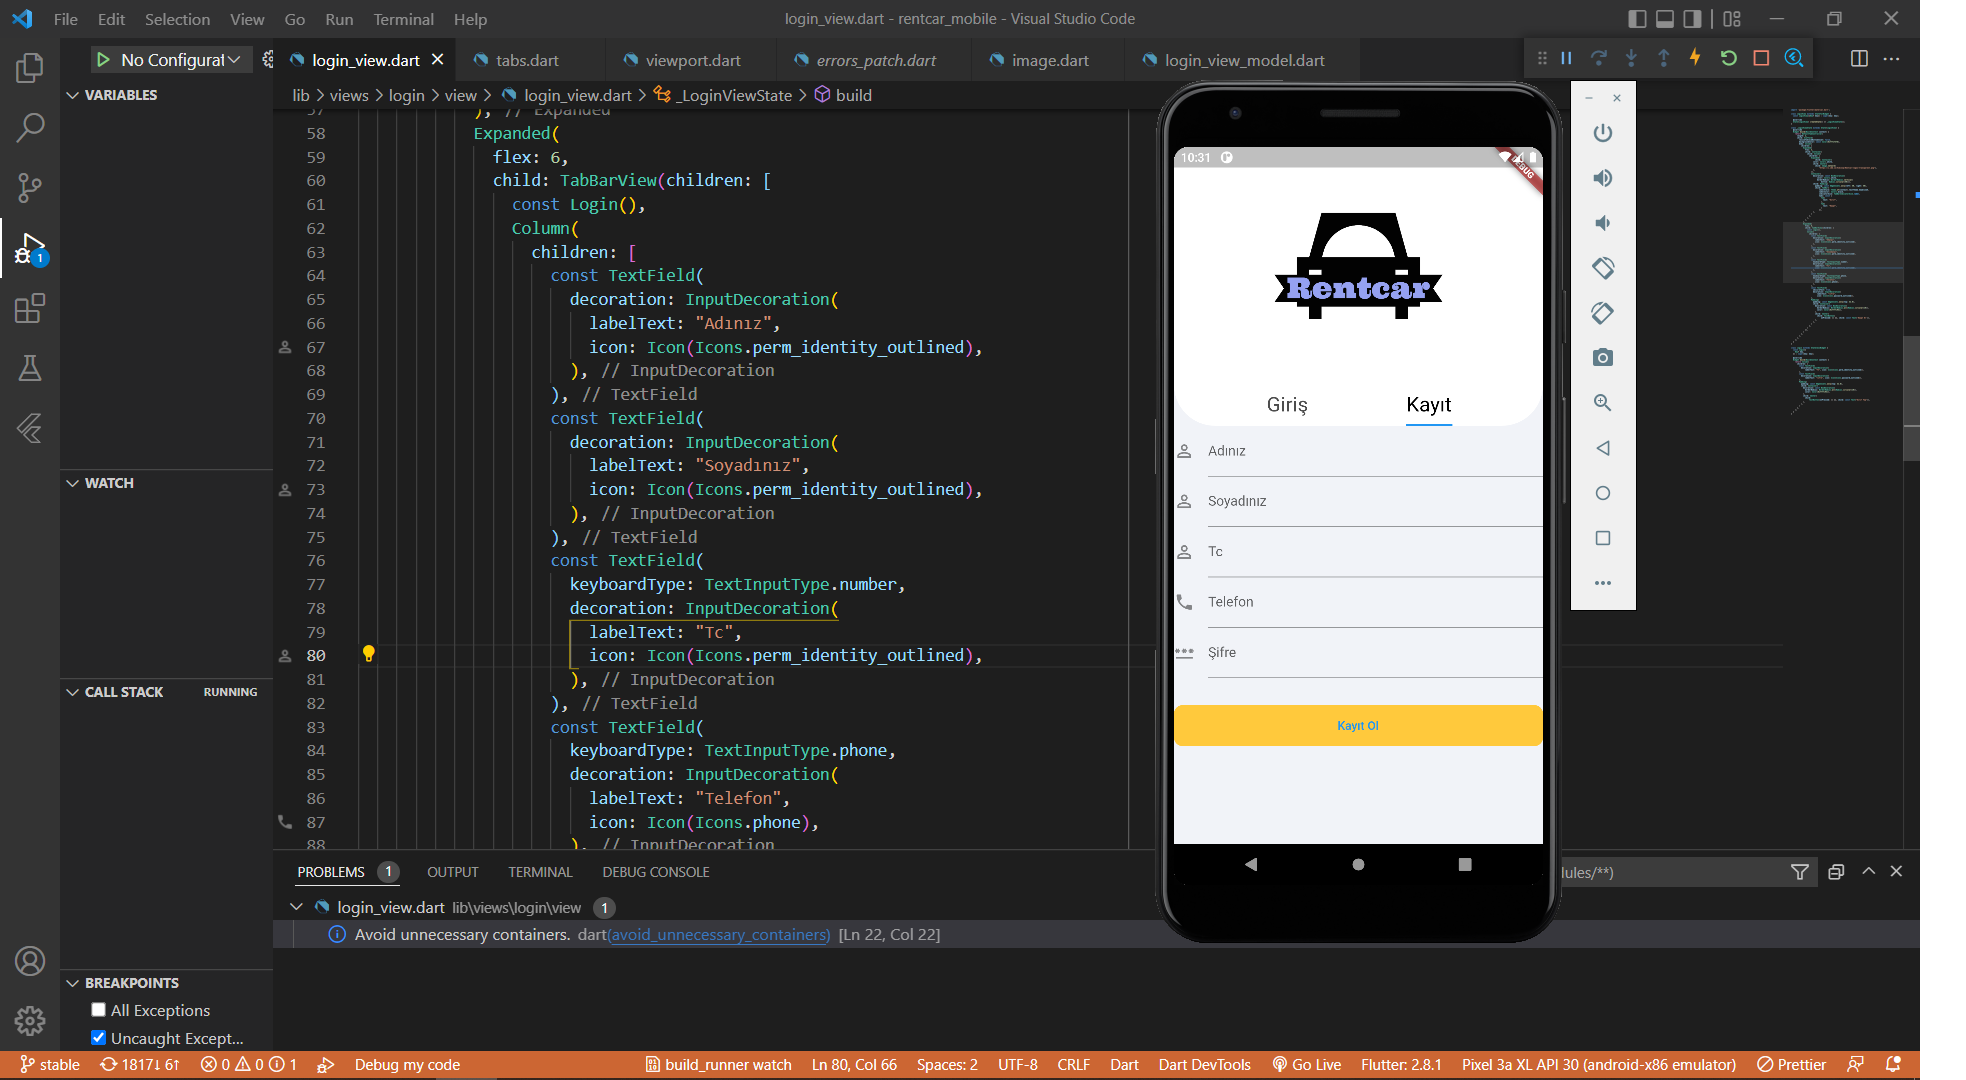 File Edit Selection View Go Run Terminal Help
login_view.dart - rentcar_mobile - Visual Studio Code
No Configurat
login_view.dart
tabs.dart
viewport.dart
errors_patch.dart
image.dart
login_view_model.dart
lib > views > login > view > login_view.dart > _LoginViewState > build
VARIABLES
WATCH
CALL STACK
RUNNING
BREAKPOINTS
All Exceptions
Uncaught Except...
57 ), // Expanded
58 Expanded(
59 flex: 6,
60 child: TabBarView(children: [
61 const Login(),
62 Column(
63 children: [
64 const TextField(
65 decoration: InputDecoration(
66 labelText: "Adınız",
67 icon: Icon(Icons.perm_identity_outlined),
68 ), // InputDecoration
69 ), // TextField
70 const TextField(
71 decoration: InputDecoration(
72 labelText: "Soyadınız",
73 icon: Icon(Icons.perm_identity_outlined),
74 ), // InputDecoration
75 ), // TextField
76 const TextField(
77 keyboardType: TextInputType.number,
78 decoration: InputDecoration(
79 labelText: "Tc",
80 icon: Icon(Icons.perm_identity_outlined),
81 ), // InputDecoration
82 ), // TextField
83 const TextField(
84 keyboardType: TextInputType.phone,
85 decoration: InputDecoration(
86 labelText: "Telefon",
87 icon: Icon(Icons.phone),
88 ), // InputDecoration
10:31
DEBUG
Rentcar
Giriş
Kayıt
Adınız
Soyadınız
Tc
Telefon
Şifre
Kayıt Ol
PROBLEMS 1 OUTPUT TERMINAL DEBUG CONSOLE
lules/**)
login_view.dart lib\views\login\view 1
Avoid unnecessary containers. dart(avoid_unnecessary_containers) [Ln 22, Col 22]
1
stable 1817↓ 6↑ 0 0 1 Debug my code
build_runner watch Ln 80, Col 66 Spaces: 2 UTF-8 CRLF Dart Dart DevTools Go Live Flutter: 2.8.1 Pixel 3a XL API 30 (android-x86 emulator) Prettier